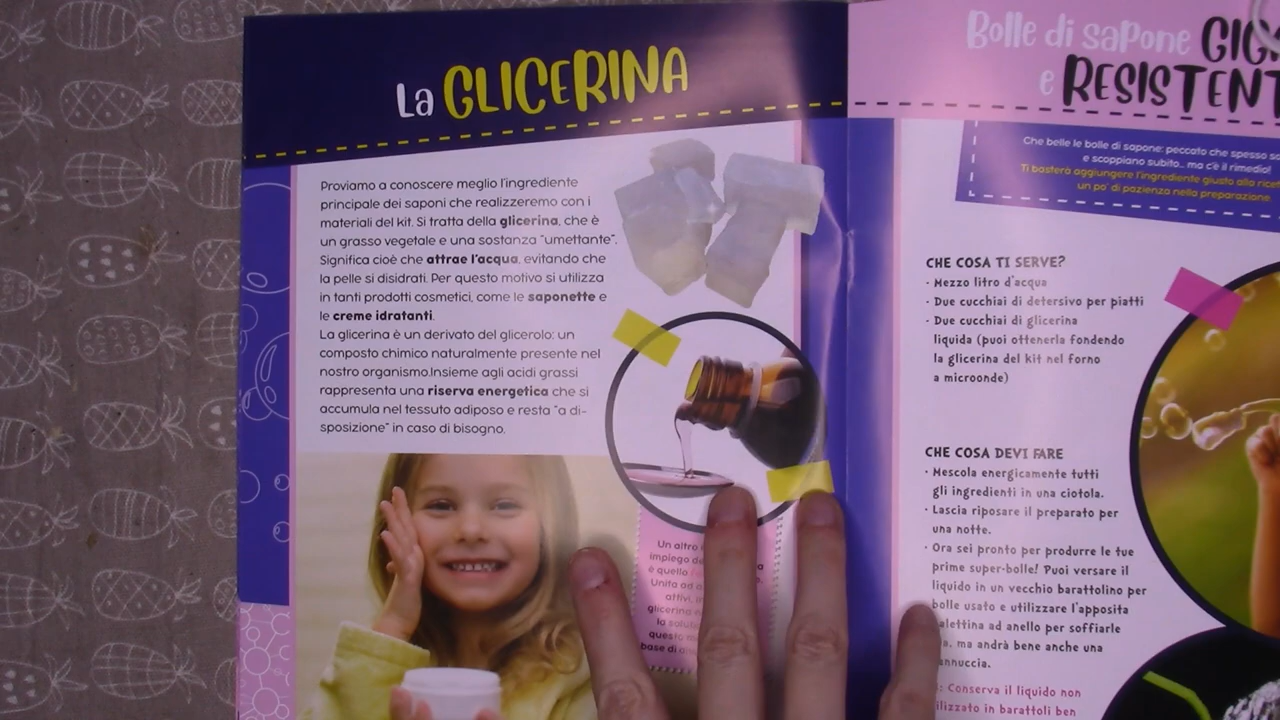 La GLICERINA
Proviamo a conoscere meglio l'ingrediente
principale dei saponi che realizzeremo con i
materiali del kit. Si tratta della glicerina, che è
un grasso vegetale e una sostanza "umettante".
Significa cioè che attrae l'acqua, evitando che
la pelle si disidrati. Per questo motivo si utilizza
in tanti prodotti cosmetici, come le saponette e
le creme idratanti.
La glicerina è un derivato del glicerolo: un
composto chimico naturalmente presente nel
nostro organismo.Insieme agli acidi grassi
rappresenta una riserva energetica che si
accumula nel tessuto adiposo e resta "a di-
sposizione" in caso di bisogno.
Un altro
impiego
è quello
Unita ad
attivi,
glicerina
la
questo
base di
Bolle di sapone
e
Che belle le bolle di sapone: peccato che spesso
e scoppiano subito... ma c'è il rimedio!
Ti basterà aggiungere l'ingrediente giusto alla
un po' di pazienza nella preparazione.
CHE COSA TI SERVE?
- Mezzo litro d'acqua
- Due cucchiai di detersivo per piatti
- Due cucchiai di glicerina
liquida (puoi ottenerla fondendo
la glicerina del kit nel forno
a microonde)
CHE COSA DEVI FARE
• Mescola energicamente tutti
gli ingredienti in una ciotola.
• Lascia riposare il preparato per
una notte.
• Ora sei pronto per produrre le tue
prime super-bolle! Puoi versare il
liquido in un vecchio barattolino per
bolle usato e utilizzare l'apposita
ad anello per soffiarle
ma andrà bene anche una
Conserva il liquido non
in barattoli ben